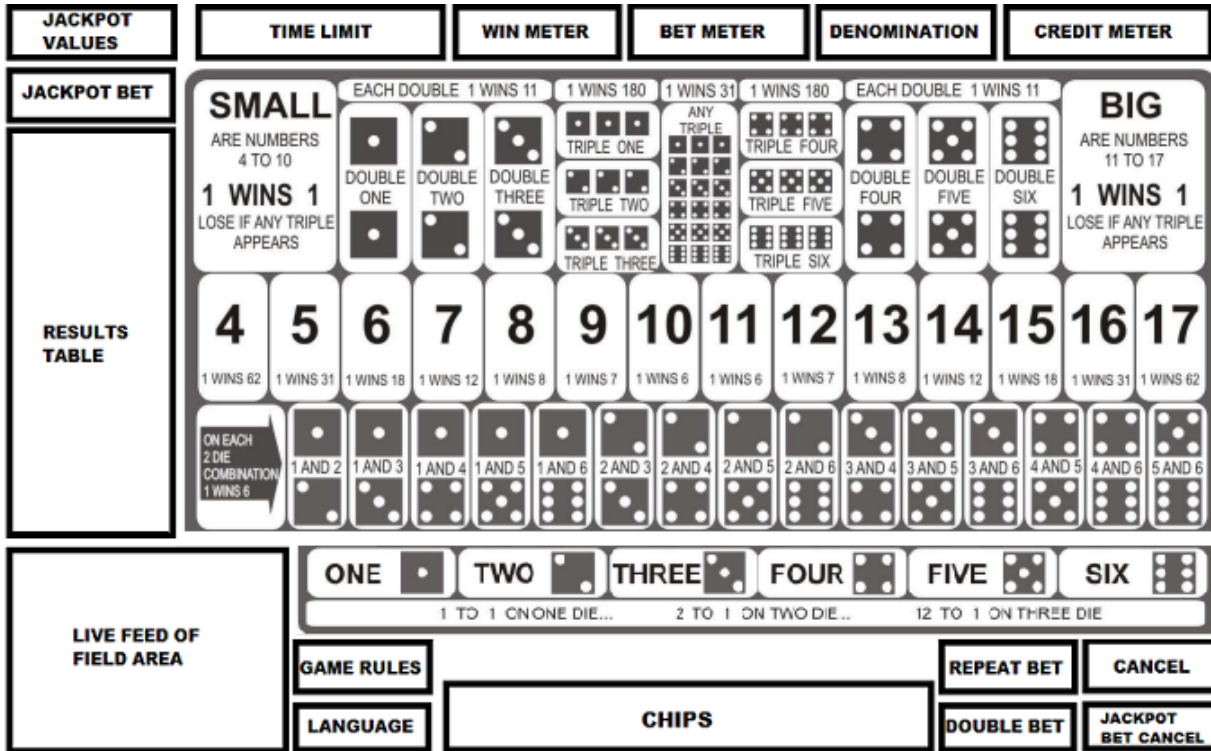 JACKPOT
VALUES
TIME LIMIT
WIN METER
BET METER
DENOMINATION
CREDIT METER
JACKPOT BET
RESULTS
TABLE
SMALL
ARE NUMBERS
4 TO 10
1 WINS 1
LOSE IF ANY TRIPLE
APPEARS
EACH DOUBLE 1 WINS 11
DOUBLE
ONE
DOUBLE
TWO
DOUBLE
THREE
1 WINS 180
TRIPLE ONE
TRIPLE TWO
TRIPLE THREE
1 WINS 31
ANY
TRIPLE
1 WINS 180
TRIPLE FOUR
TRIPLE FIVE
TRIPLE SIX
EACH DOUBLE 1 WINS 11
DOUBLE
FOUR
DOUBLE
FIVE
DOUBLE
SIX
BIG
ARE NUMBERS
11 TO 17
1 WINS 1
LOSE IF ANY TRIPLE
APPEARS
4 5 6 7 8 9 10 11 12 13 14 15 16 17
1 WINS 62 1 WINS 31 1 WINS 18 1 WINS 12 1 WINS 8 1 WINS 7 1 WINS 6 1 WINS 6 1 WINS 7 1 WINS 8 1 WINS 12 1 WINS 18 1 WINS 31 1 WINS 62
ON EACH
2 DIE
COMBINATION
1 WINS 6
1 AND 2 1 AND 3 1 AND 4 1 AND 5 1 AND 6 2 AND 3 2 AND 4 2 AND 5 2 AND 6 3 AND 4 3 AND 5 3 AND 6 4 AND 5 4 AND 6 5 AND 6
ONE TWO THREE FOUR FIVE SIX
1 TO 1 ON ONE DIE... 2 TO 1 ON TWO DIE... 12 TO 1 ON THREE DIE
LIVE FEED OF
FIELD AREA
GAME RULES
LANGUAGE
CHIPS
REPEAT BET
CANCEL
DOUBLE BET
JACKPOT
BET CANCEL